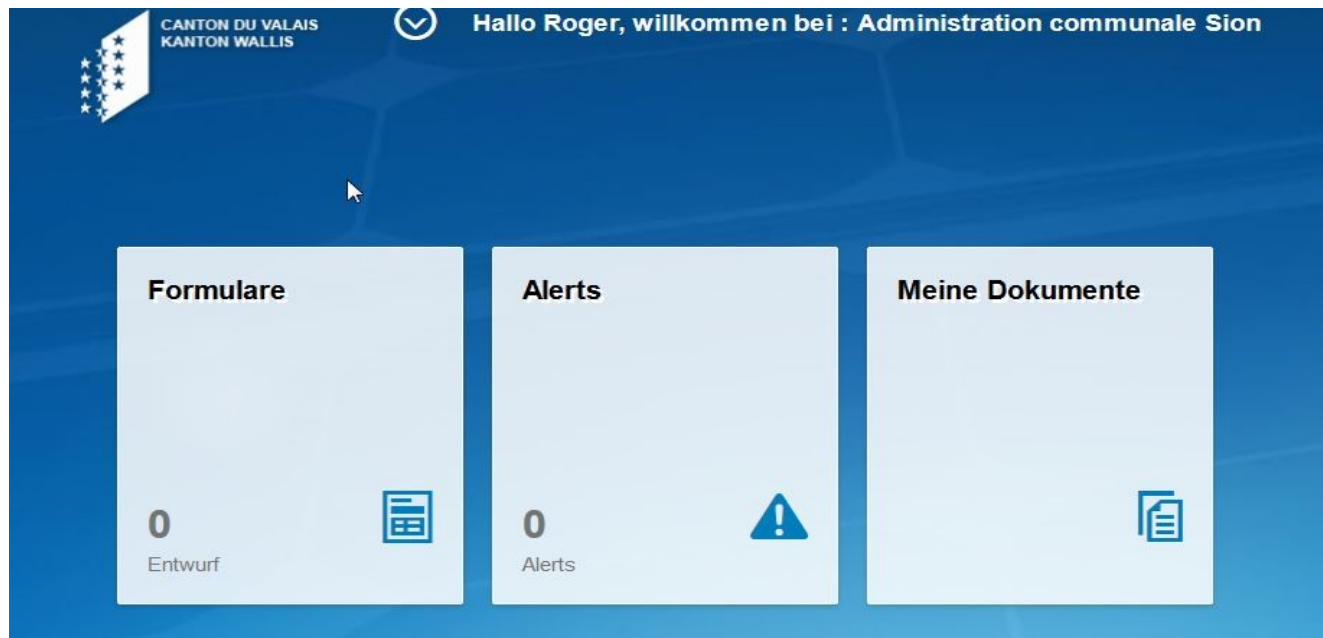 CANTON DU VALAIS
KANTON WALLIS
Hallo Roger, willkommen bei : Administration communale Sion
Formulare
Alerts
Meine Dokumente
0
Entwurf
0
Alerts